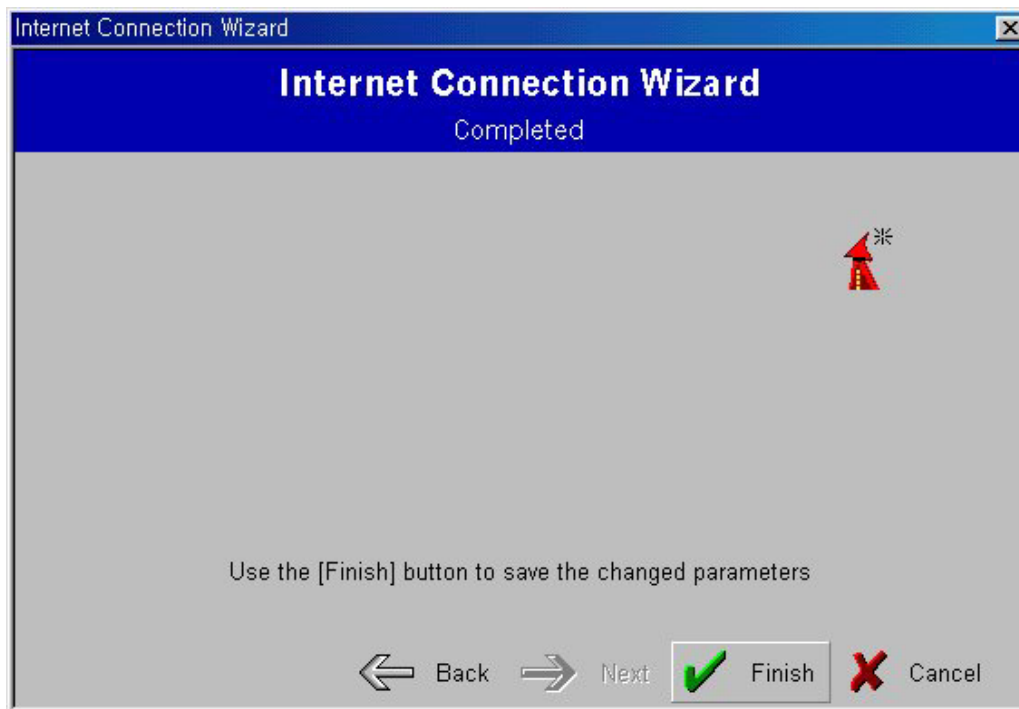 Internet Connection Wizard
Internet Connection Wizard
Completed
Use the [Finish] button to save the changed parameters
Back Next Finish Cancel